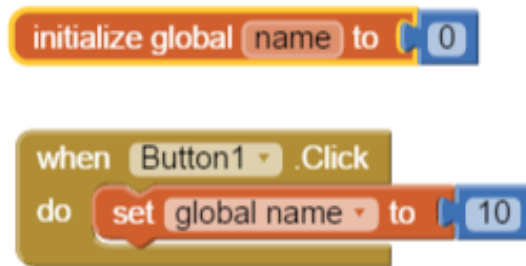 initialize global name to 0
when Button1 .Click
do set global name to 10